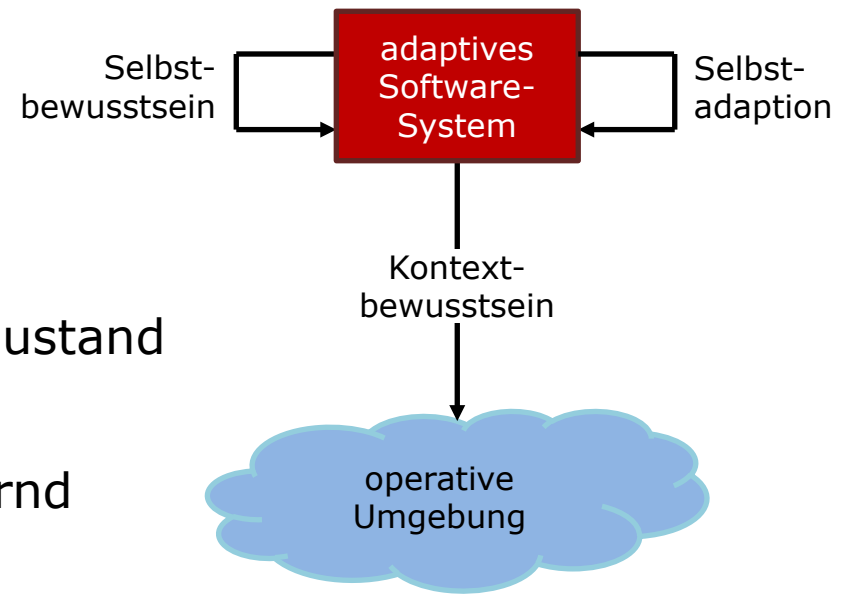 adaptives
Software-
System
Selbst-
bewusstsein
Selbst-
adaption
Kontext-
bewusstsein
ustand
rnd
operative
Umgebung